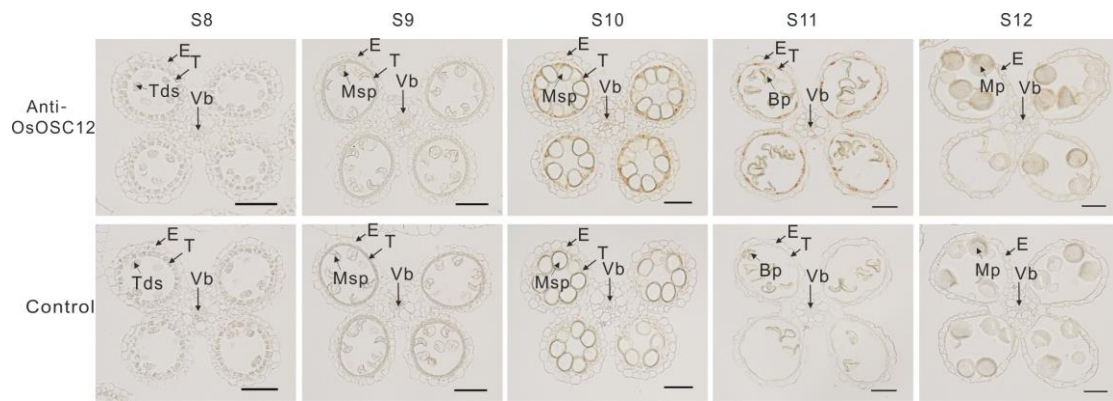 S8 S9 S10 S11 S12
Anti-
OsOSC12
E
T
Tds
Vb
E
T
Msp
Vb
E
T
Msp
Vb
E
T
Bp
Vb
E
Mp
Vb
Control
E
T
Tds
Vb
E
T
Msp
Vb
E
T
Msp
Vb
E
T
Bp
Vb
E
Mp
Vb